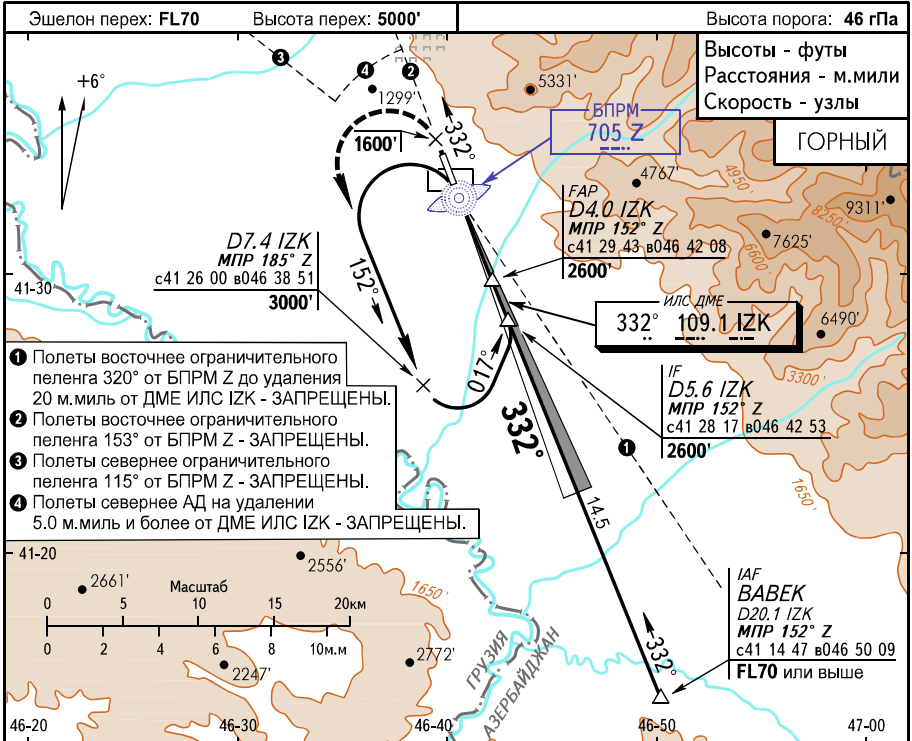 Эшелон перех: FL70
Высота перех: 5000'
Высота порога: 46 гПа
Высоты - футы
Расстояния - м.мили
Скорость - узлы
ГОРНЫЙ
+6°
3
4
2
1299'
5331'
1600'
332°
БПРМ
705 Z
4767'
4950'
9311'
8250'
7625'
6600'
6490'
3300'
1650'
FAP
D4.0 IZK
МПР 152° Z
с41 29 43 в046 42 08
2600'
D7.4 IZK
МПР 185° Z
с41 26 00 в046 38 51
3000'
41-30
152°
017°
332°
ИЛС ДМЕ
332° 109.1 IZK
IF
D5.6 IZK
МПР 152° Z
с41 28 17 в046 42 53
2600'
1
14.5
1 Полеты восточнее ограничительного
пеленга 320° от БПРМ Z до удаления
20 м.миль от ДМЕ ИЛС IZK - ЗАПРЕЩЕНЫ.
2 Полеты восточнее ограничительного
пеленга 153° от БПРМ Z - ЗАПРЕЩЕНЫ.
3 Полеты севернее ограничительного
пеленга 115° от БПРМ Z - ЗАПРЕЩЕНЫ.
4 Полеты севернее АД на удалении
5.0 м.миль и более от ДМЕ ИЛС IZK - ЗАПРЕЩЕНЫ.
41-20
2556'
2661'
1650'
Масштаб
0 5 10 15 20км
0 2 4 6 8 10м.м
2247'
2772'
ГРУЗИЯ
АЗЕРБАЙДЖАН
332°
IAF
BABEK
D20.1 IZK
МПР 152° Z
с41 14 47 в046 50 09
FL70 или выше
46-20
46-30
46-40
46-50
47-00